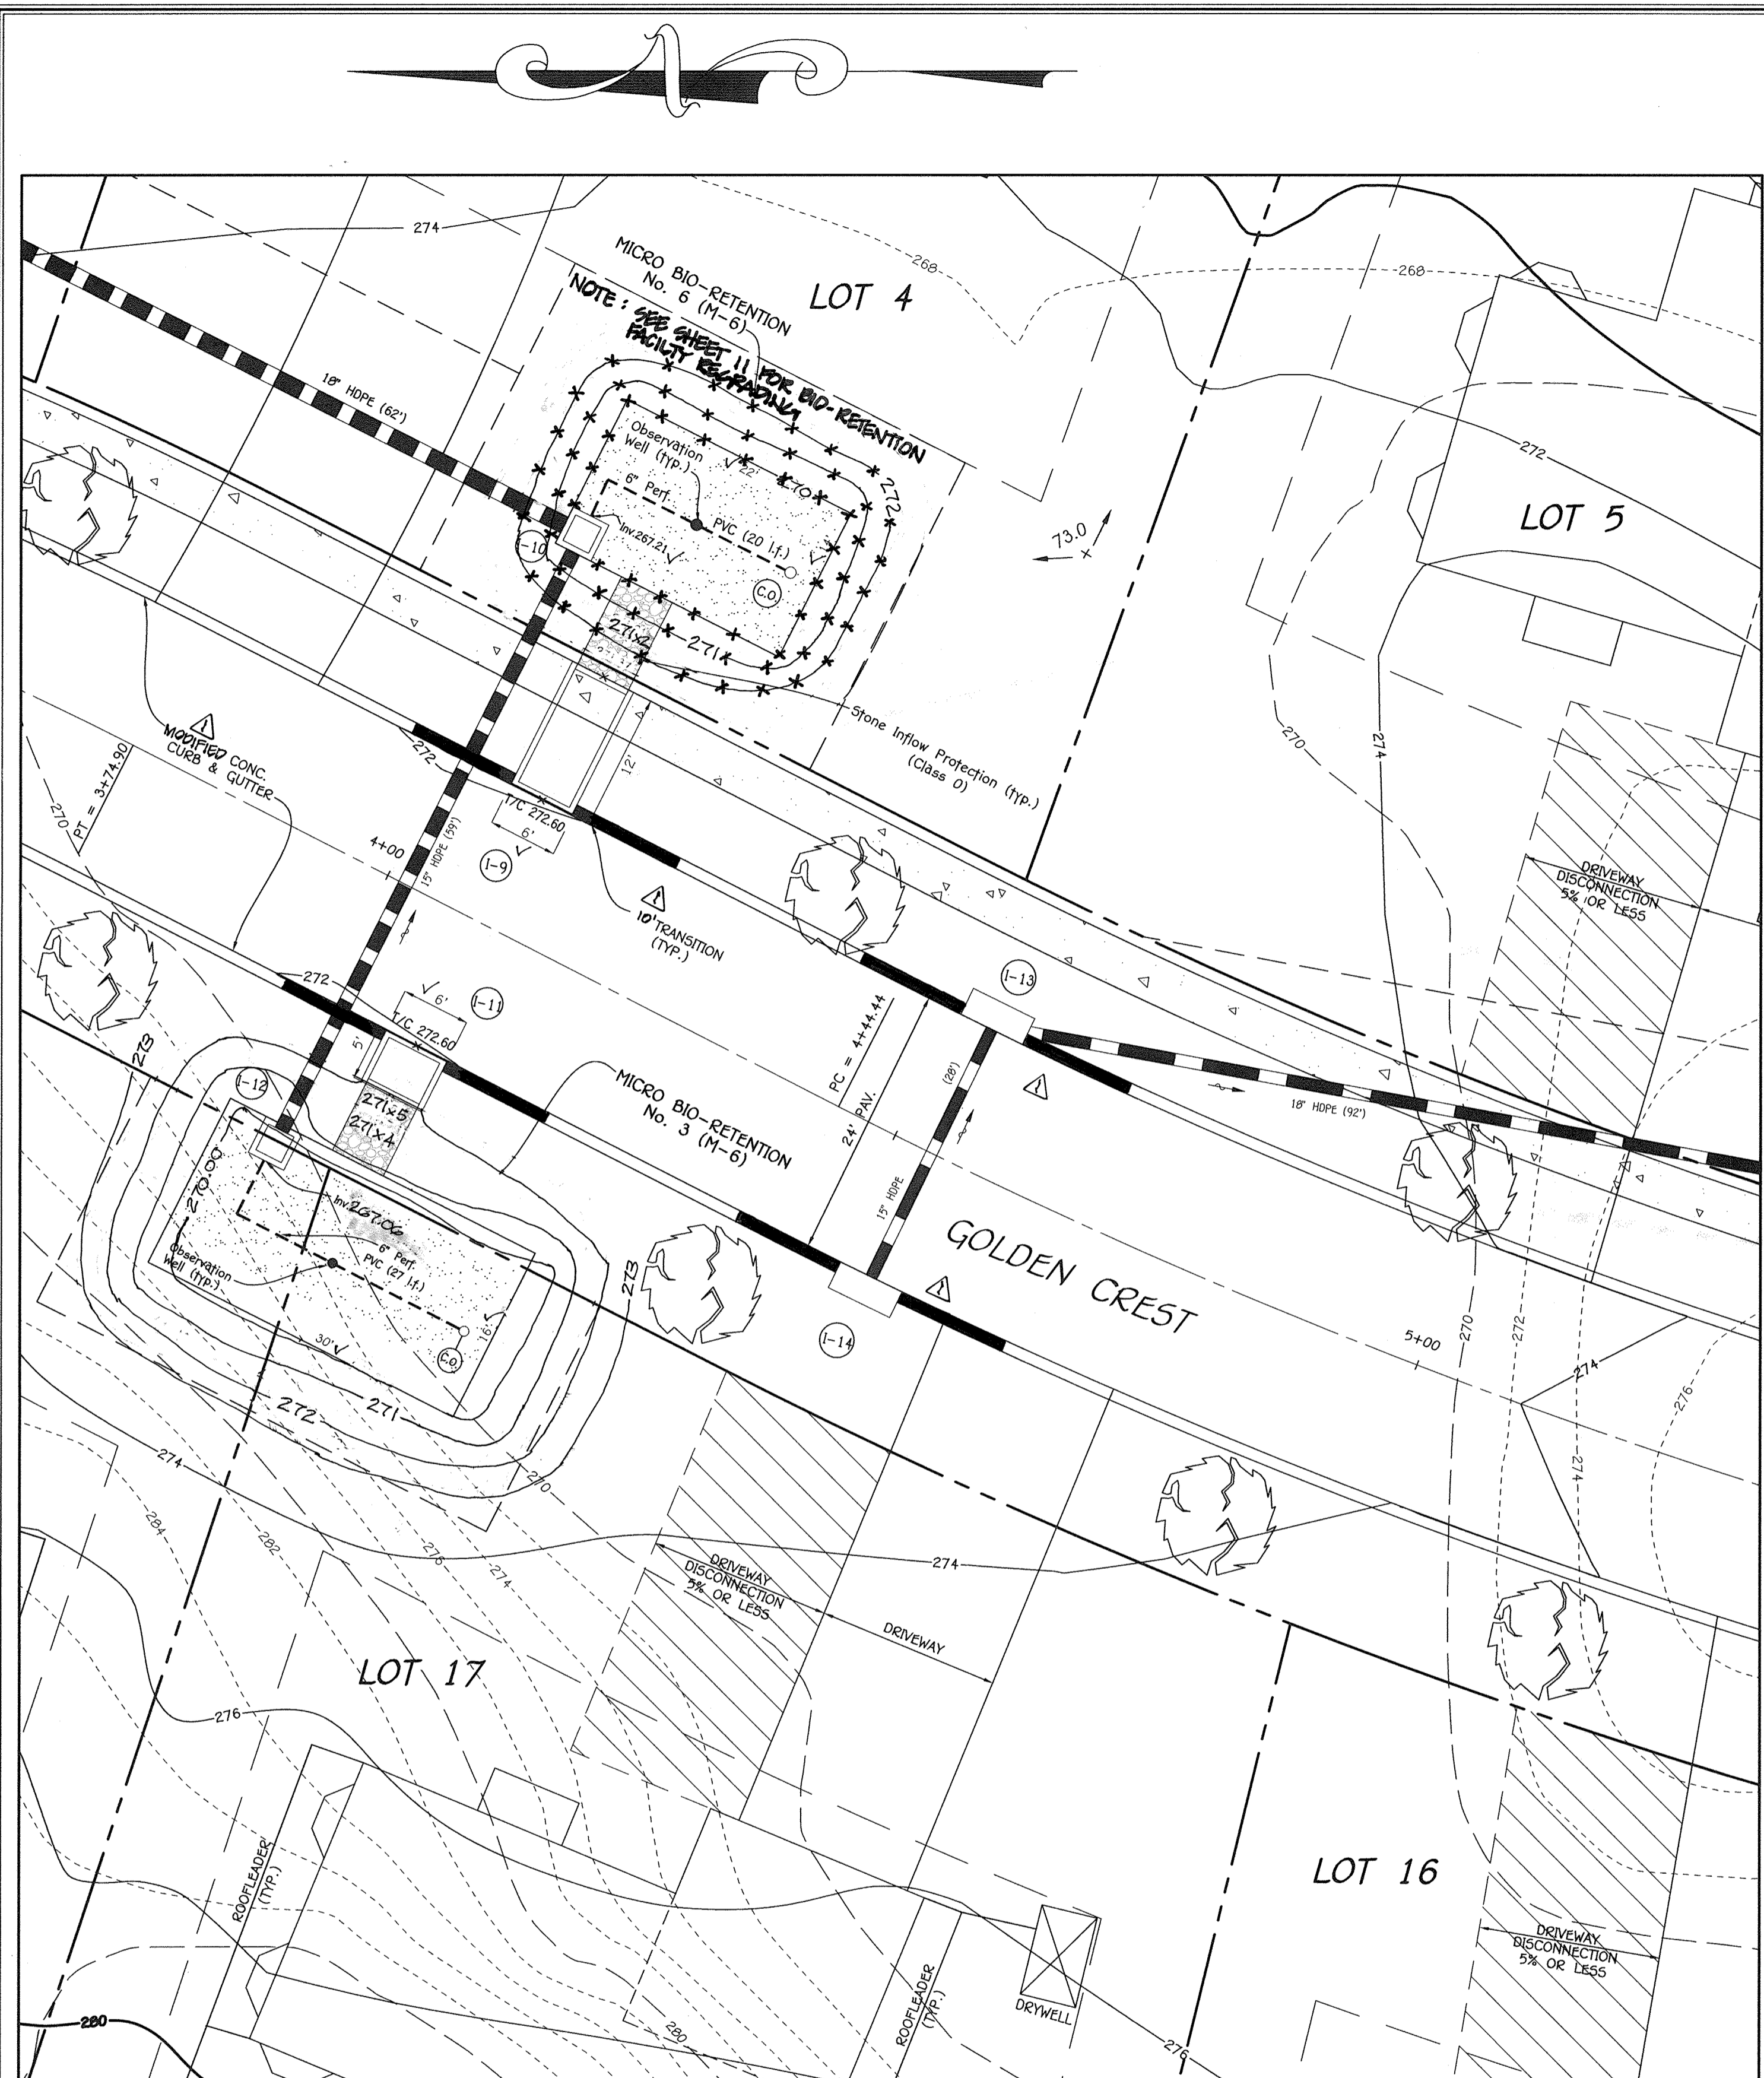 274
260
260
MICRO BIO-RETENTION
No. 6 (M-6)
LOT 4
NOTE: SEE SHEET 11 FOR BIO-RETENTION
FACILTY REGRADING
18" HDPE (62')
272
LOT 5
Observation
Well (typ.)
22'
270
272
6" Perf.
PVC (20 l.f.)
Inv.267.21
I-10
C.O.
73.0
271x2
271
Stone Inflow Protection (typ.)
(Class 0)
270
274
MODIFIED CONC.
CURB & GUTTER
PT = 3+74.90
270
272
12'
T/C 272.60
6'
I-9
4+00
15" HDPE (59')
10' TRANSITION
(TYP.)
DRIVEWAY
DISCONNECTION
5% OR LESS
272
6'
I-11
T/C 272.60
5'
I-13
PC = 4+44.44
24' PAV.
(28')
15" HDPE
18" HDPE (92')
273
I-12
271x5
271x4
MICRO BIO-RETENTION
No. 3 (M-6)
270.00
Inv.267.06
6" Perf.
PVC (27 l.f.)
Observation
Well (typ.)
30'
16'
C.O.
273
I-14
GOLDEN CREST
5+00
270
272
274
276
274
272
271
274
270
284
282
276
274
274
DRIVEWAY
DISCONNECTION
5% OR LESS
DRIVEWAY
LOT 17
276
LOT 16
ROOFLEADER
(TYP.)
ROOFLEADER
(TYP.)
DRYWELL
DRIVEWAY
DISCONNECTION
5% OR LESS
280
280
276